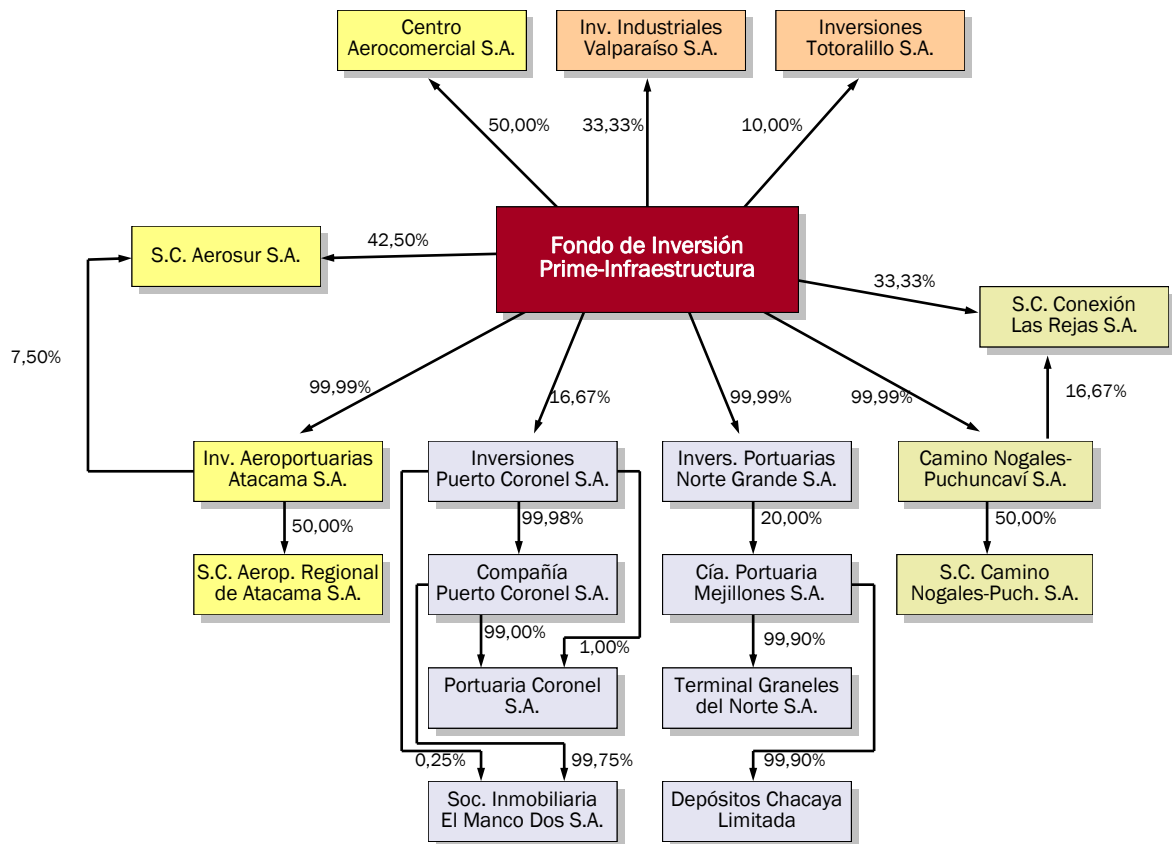 Centro
Aerocomercial S.A.
Inv. Industriales
Valparaíso S.A.
Inversiones
Totoralillo S.A.
50,00%
33,33%
10,00%
Fondo de Inversión
Prime-Infraestructura
S.C. Aerosur S.A.
42,50%
33,33%
S.C. Conexión
Las Rejas S.A.
7,50%
99,99%
16,67%
99,99%
99,99%
16,67%
Inv. Aeroportuarias
Atacama S.A.
Inversiones
Puerto Coronel S.A.
Invers. Portuarias
Norte Grande S.A.
Camino Nogales-
Puchuncaví S.A.
50,00%
99,98%
20,00%
50,00%
S.C. Aerop. Regional
de Atacama S.A.
Compañía
Puerto Coronel S.A.
Cía. Portuaria
Mejillones S.A.
S.C. Camino
Nogales-Puch. S.A.
99,00%
1,00%
99,90%
Portuaria Coronel
S.A.
Terminal Graneles
del Norte S.A.
0,25%
99,75%
99,90%
Soc. Inmobiliaria
El Manco Dos S.A.
Depósitos Chacaya
Limitada